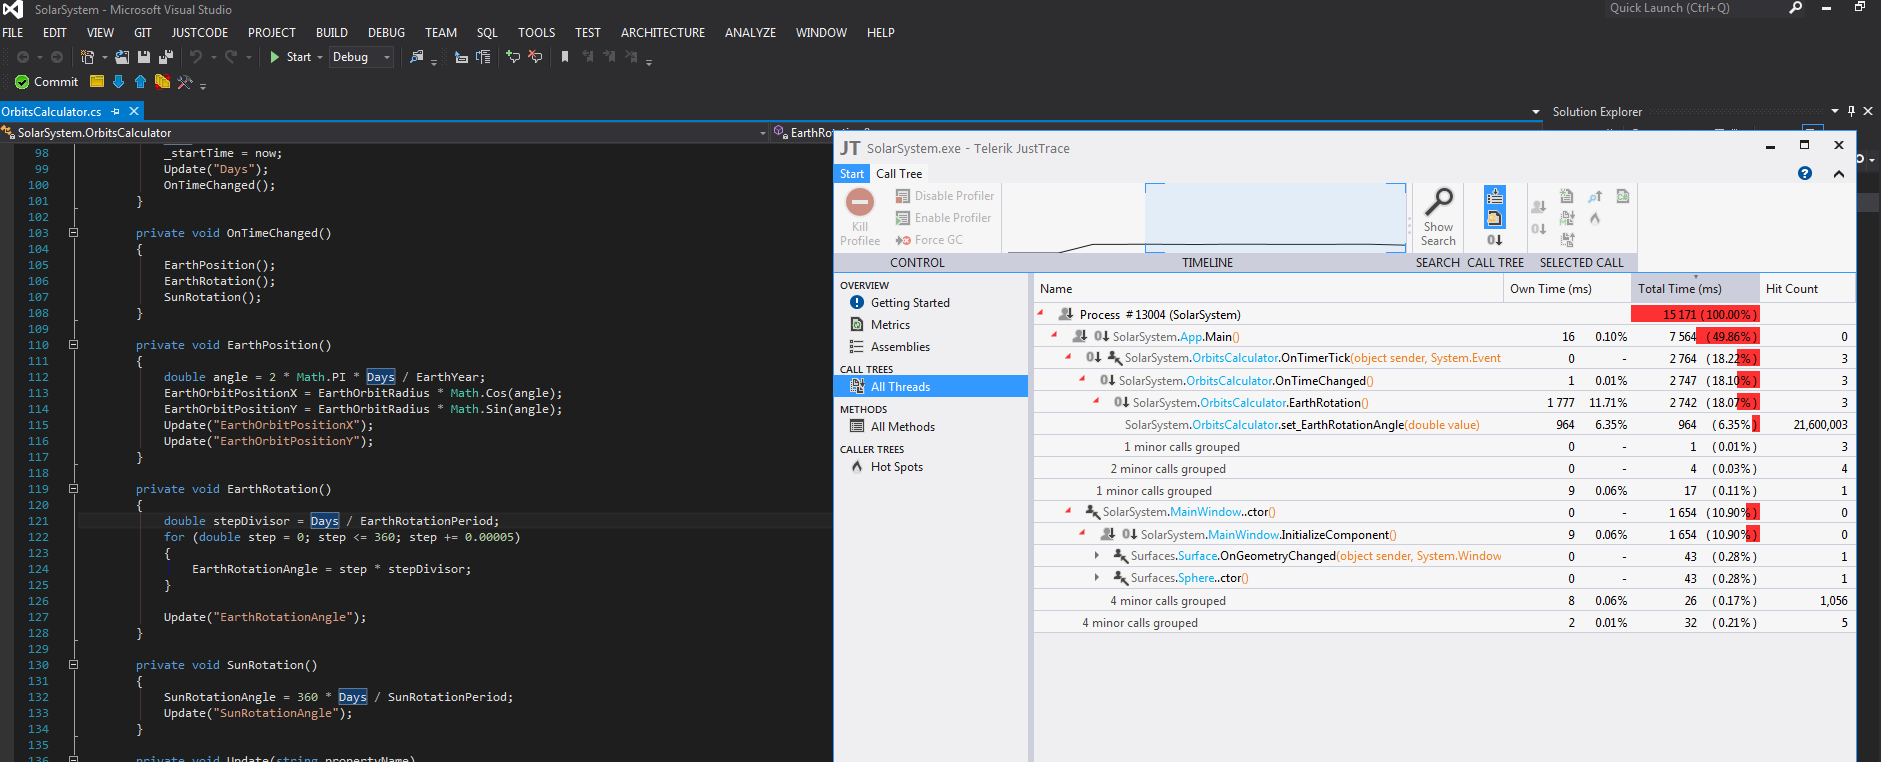 SolarSystem - Microsoft Visual Studio
Quick Launch (Ctrl+Q)
FILE EDIT VIEW GIT JUSTCODE PROJECT BUILD DEBUG TEAM SQL TOOLS TEST ARCHITECTURE ANALYZE WINDOW HELP
Start Debug
Commit
OrbitsCalculator.cs
Solution Explorer
SolarSystem.OrbitsCalculator
98 _startTime = now;
99 Update("Days");
100 OnTimeChanged();
101 }
102
103 private void OnTimeChanged()
104 {
105 EarthPosition();
106 EarthRotation();
107 SunRotation();
108 }
109
110 private void EarthPosition()
111 {
112 double angle = 2 * Math.PI * Days / EarthYear;
113 EarthOrbitPositionX = EarthOrbitRadius * Math.Cos(angle);
114 EarthOrbitPositionY = EarthOrbitRadius * Math.Sin(angle);
115 Update("EarthOrbitPositionX");
116 Update("EarthOrbitPositionY");
117 }
118
119 private void EarthRotation()
120 {
121 double stepDivisor = Days / EarthRotationPeriod;
122 for (double step = 0; step <= 360; step += 0.00005)
123 {
124 EarthRotationAngle = step * stepDivisor;
125 }
126
127 Update("EarthRotationAngle");
128 }
129
130 private void SunRotation()
131 {
132 SunRotationAngle = 360 * Days / SunRotationPeriod;
133 Update("SunRotationAngle");
134 }
135
136 private void Update(string propertyName)
JT SolarSystem.exe - Telerik JustTrace
Start Call Tree
Kill Profilee
Disable Profiler
Enable Profiler
Force GC
Show Search
CONTROL TIMELINE SEARCH CALL TREE SELECTED CALL
OVERVIEW
Getting Started
Metrics
Assemblies
CALL TREES
All Threads
METHODS
All Methods
CALLER TREES
Hot Spots
Name Own Time (ms) Total Time (ms) Hit Count
Process #13004 (SolarSystem) 15 171 (100.00%)
SolarSystem.App.Main() 16 0.10% 7 564 (49.86%) 0
SolarSystem.OrbitsCalculator.OnTimerTick(object sender, System.Event 0 - 2 764 (18.22%) 3
SolarSystem.OrbitsCalculator.OnTimeChanged() 1 0.01% 2 747 (18.10%) 3
SolarSystem.OrbitsCalculator.EarthRotation() 1 777 11.71% 2 742 (18.07%) 3
SolarSystem.OrbitsCalculator.set_EarthRotationAngle(double value) 964 6.35% 964 (6.35%) 21,600,003
1 minor calls grouped 0 - 1 (0.01%) 3
2 minor calls grouped 0 - 4 (0.03%) 4
1 minor calls grouped 9 0.06% 17 (0.11%) 1
SolarSystem.MainWindow..ctor() 0 - 1 654 (10.90%) 0
SolarSystem.MainWindow.InitializeComponent() 9 0.06% 1 654 (10.90%) 0
Surfaces.Surface.OnGeometryChanged(object sender, System.Window 0 - 43 (0.28%) 1
Surfaces.Sphere..ctor() 0 - 43 (0.28%) 1
4 minor calls grouped 8 0.06% 26 (0.17%) 1,056
4 minor calls grouped 2 0.01% 32 (0.21%) 5